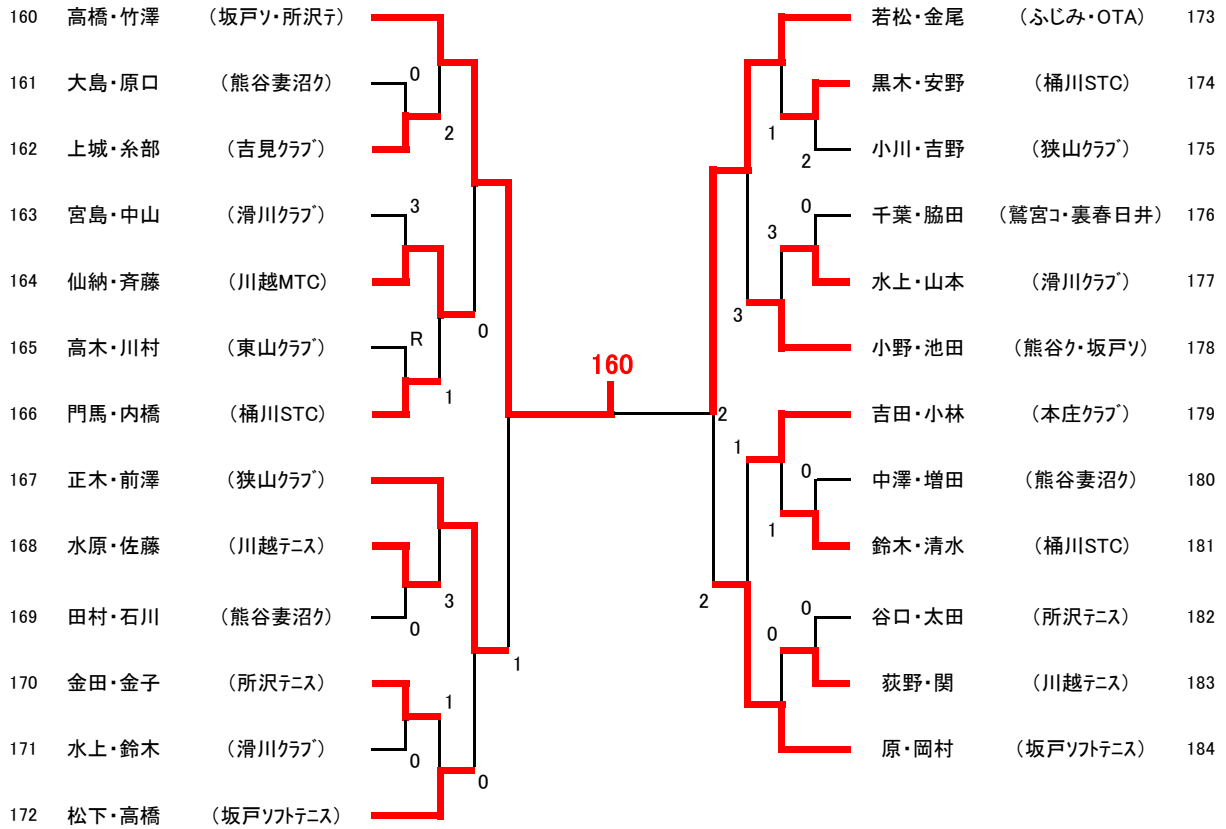 160 高橋・竹澤 （坂戸ソ・所沢テ）
161 大島・原口 （熊谷妻沼ク）
0
162 上城・糸部 （吉見クラブ）
2
163 宮島・中山 （滑川クラブ）
3
164 仙納・斉藤 （川越MTC）
0
165 高木・川村 （東山クラブ）
R
166 門馬・内橋 （桶川STC）
1
167 正木・前澤 （狭山クラブ）
168 水原・佐藤 （川越テニス）
3
169 田村・石川 （熊谷妻沼ク）
0
1
170 金田・金子 （所沢テニス）
1
171 水上・鈴木 （滑川クラブ）
0
0
172 松下・高橋 （坂戸ソフトテニス）
160
若松・金尾 （ふじみ・OTA） 173
黒木・安野 （桶川STC） 174
1
小川・吉野 （狭山クラブ） 175
2
千葉・脇田 （鷲宮コ・裏春日井） 176
0
3
水上・山本 （滑川クラブ） 177
3
小野・池田 （熊谷ク・坂戸ソ） 178
吉田・小林 （本庄クラブ） 179
2
1
中澤・増田 （熊谷妻沼ク） 180
0
1
鈴木・清水 （桶川STC） 181
2
谷口・太田 （所沢テニス） 182
0
0
荻野・関 （川越テニス） 183
原・岡村 （坂戸ソフトテニス） 184